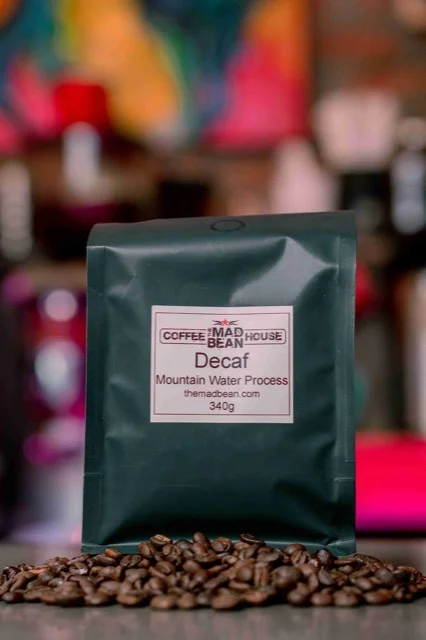 COFFEE THE MAD BEAN HOUSE
Decaf
Mountain Water Process
themadbean.com
340g